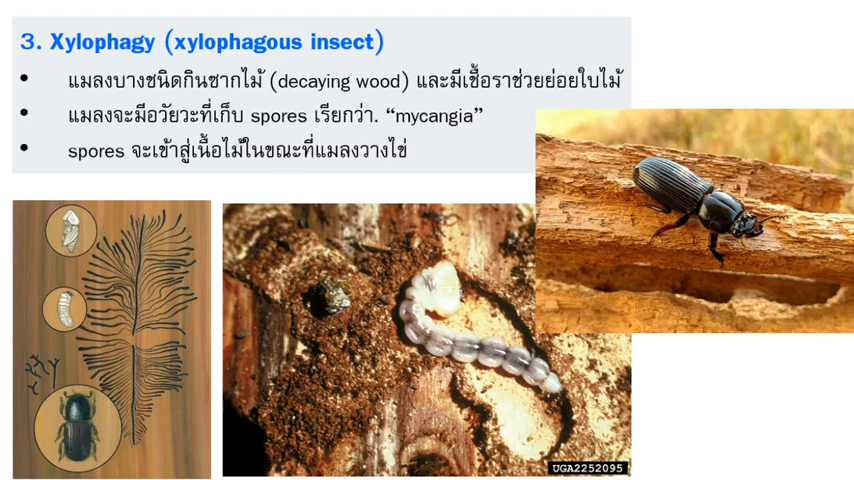 3. Xylophagy (xylophagous insect)
• แมลงบางชนิดกินซากไม้ (decaying wood) และมีเชื้อราช่วยย่อยใบไม้
• แมลงจะมีอวัยวะที่เก็บ spores เรียกว่า. “mycangia”
• spores จะเข้าสู่เนื้อไม้ในขณะที่แมลงวางไข่
UGA2252095